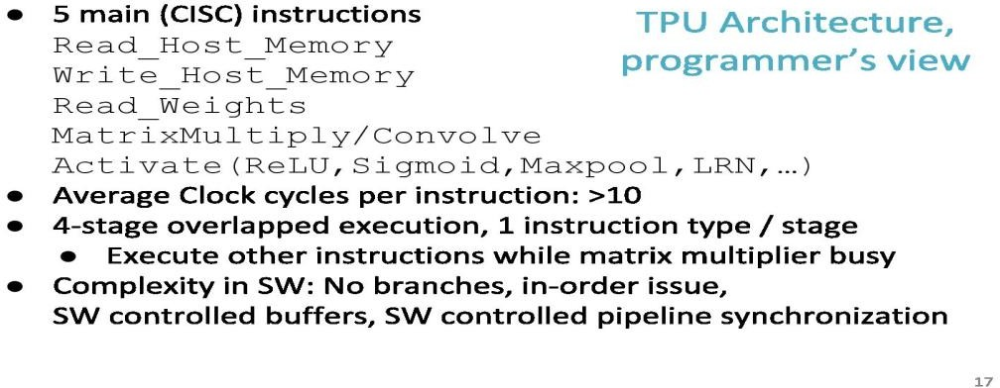 TPU Architecture,
programmer's view
● 5 main (CISC) instructions
Read_Host_Memory
Write_Host_Memory
Read_Weights
MatrixMultiply/Convolve
Activate(ReLU,Sigmoid,Maxpool,LRN,…)
● Average Clock cycles per instruction: >10
● 4-stage overlapped execution, 1 instruction type / stage
● Execute other instructions while matrix multiplier busy
● Complexity in SW: No branches, in-order issue,
SW controlled buffers, SW controlled pipeline synchronization
17